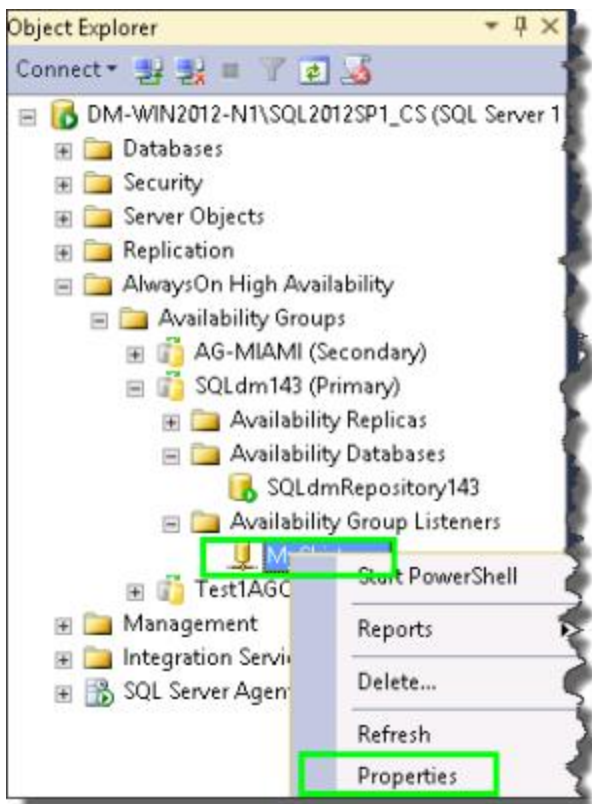 Object Explorer
Connect
DM-WIN2012-N1\SQL2012SP1_CS (SQL Server 1
Databases
Security
Server Objects
Replication
AlwaysOn High Availability
Availability Groups
AG-MIAMI (Secondary)
SQLdm143 (Primary)
Availability Replicas
Availability Databases
SQLdmRepository143
Availability Group Listeners
Start PowerShell
Test1AGC
Management
Reports
Integration Servi
Delete...
SQL Server Agen
Refresh
Properties